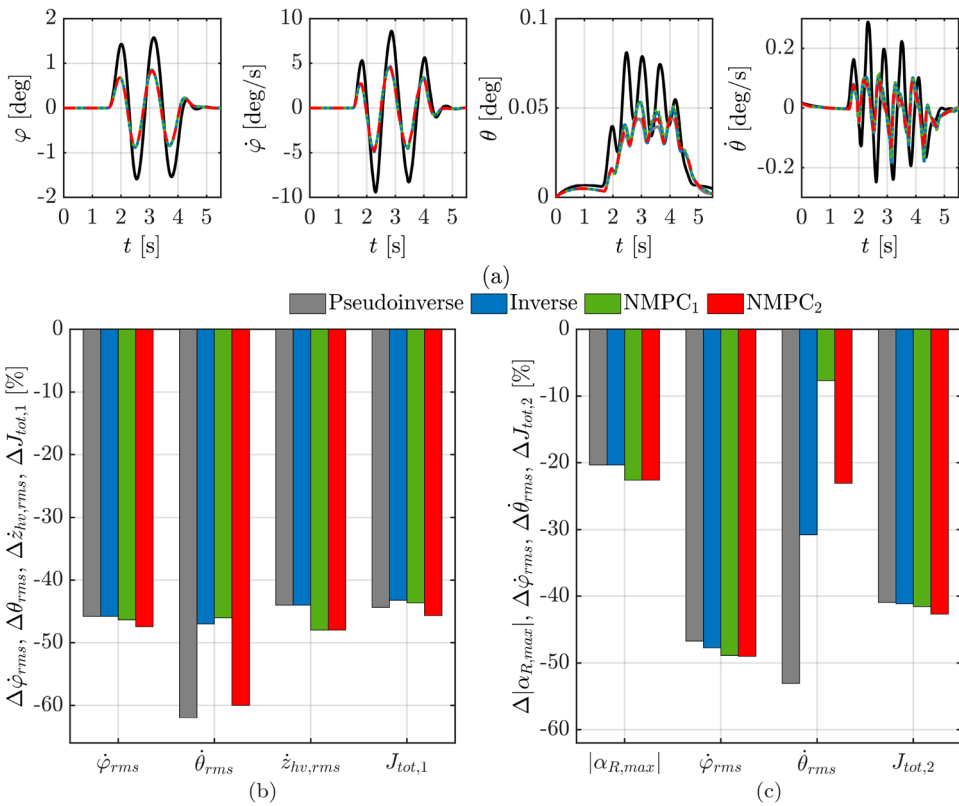 2
1
0
-1
-2
φ [deg]
0 1 2 3 4 5
t [s]
10
5
0
-5
-10
φ̇ [deg/s]
0 1 2 3 4 5
t [s]
0.1
0.05
0
θ [deg]
0 1 2 3 4 5
t [s]
0.2
0
-0.2
θ̇ [deg/s]
0 1 2 3 4 5
t [s]
(a)
Pseudoinverse Inverse NMPC₁ NMPC₂
0
-10
-20
-30
-40
-50
-60
Δφ̇rms, Δθrms, Δżhv,rms, ΔJtot,1 [%]
φ̇rms θ̇rms żhv,rms Jtot,1
(b)
0
-10
-20
-30
-40
-50
-60
Δ|αR,max|, Δφ̇rms, Δθ̇rms, ΔJtot,2 [%]
|αR,max| φ̇rms θ̇rms Jtot,2
(c)